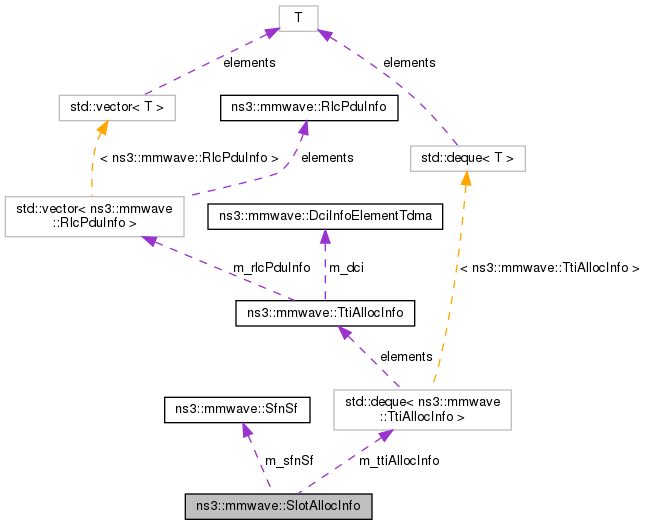 T
elements
elements
std::vector< T >
ns3::mmwave::RlcPduInfo
< ns3::mmwave::RlcPduInfo >
elements
std::deque< T >
std::vector< ns3::mmwave
::RlcPduInfo >
ns3::mmwave::DciInfoElementTdma
m_rlcPduInfo
m_dci
< ns3::mmwave::TtiAllocInfo >
ns3::mmwave::TtiAllocInfo
elements
ns3::mmwave::SfnSf
std::deque< ns3::mmwave
::TtiAllocInfo >
m_sfnSf
m_ttiAllocInfo
ns3::mmwave::SlotAllocInfo